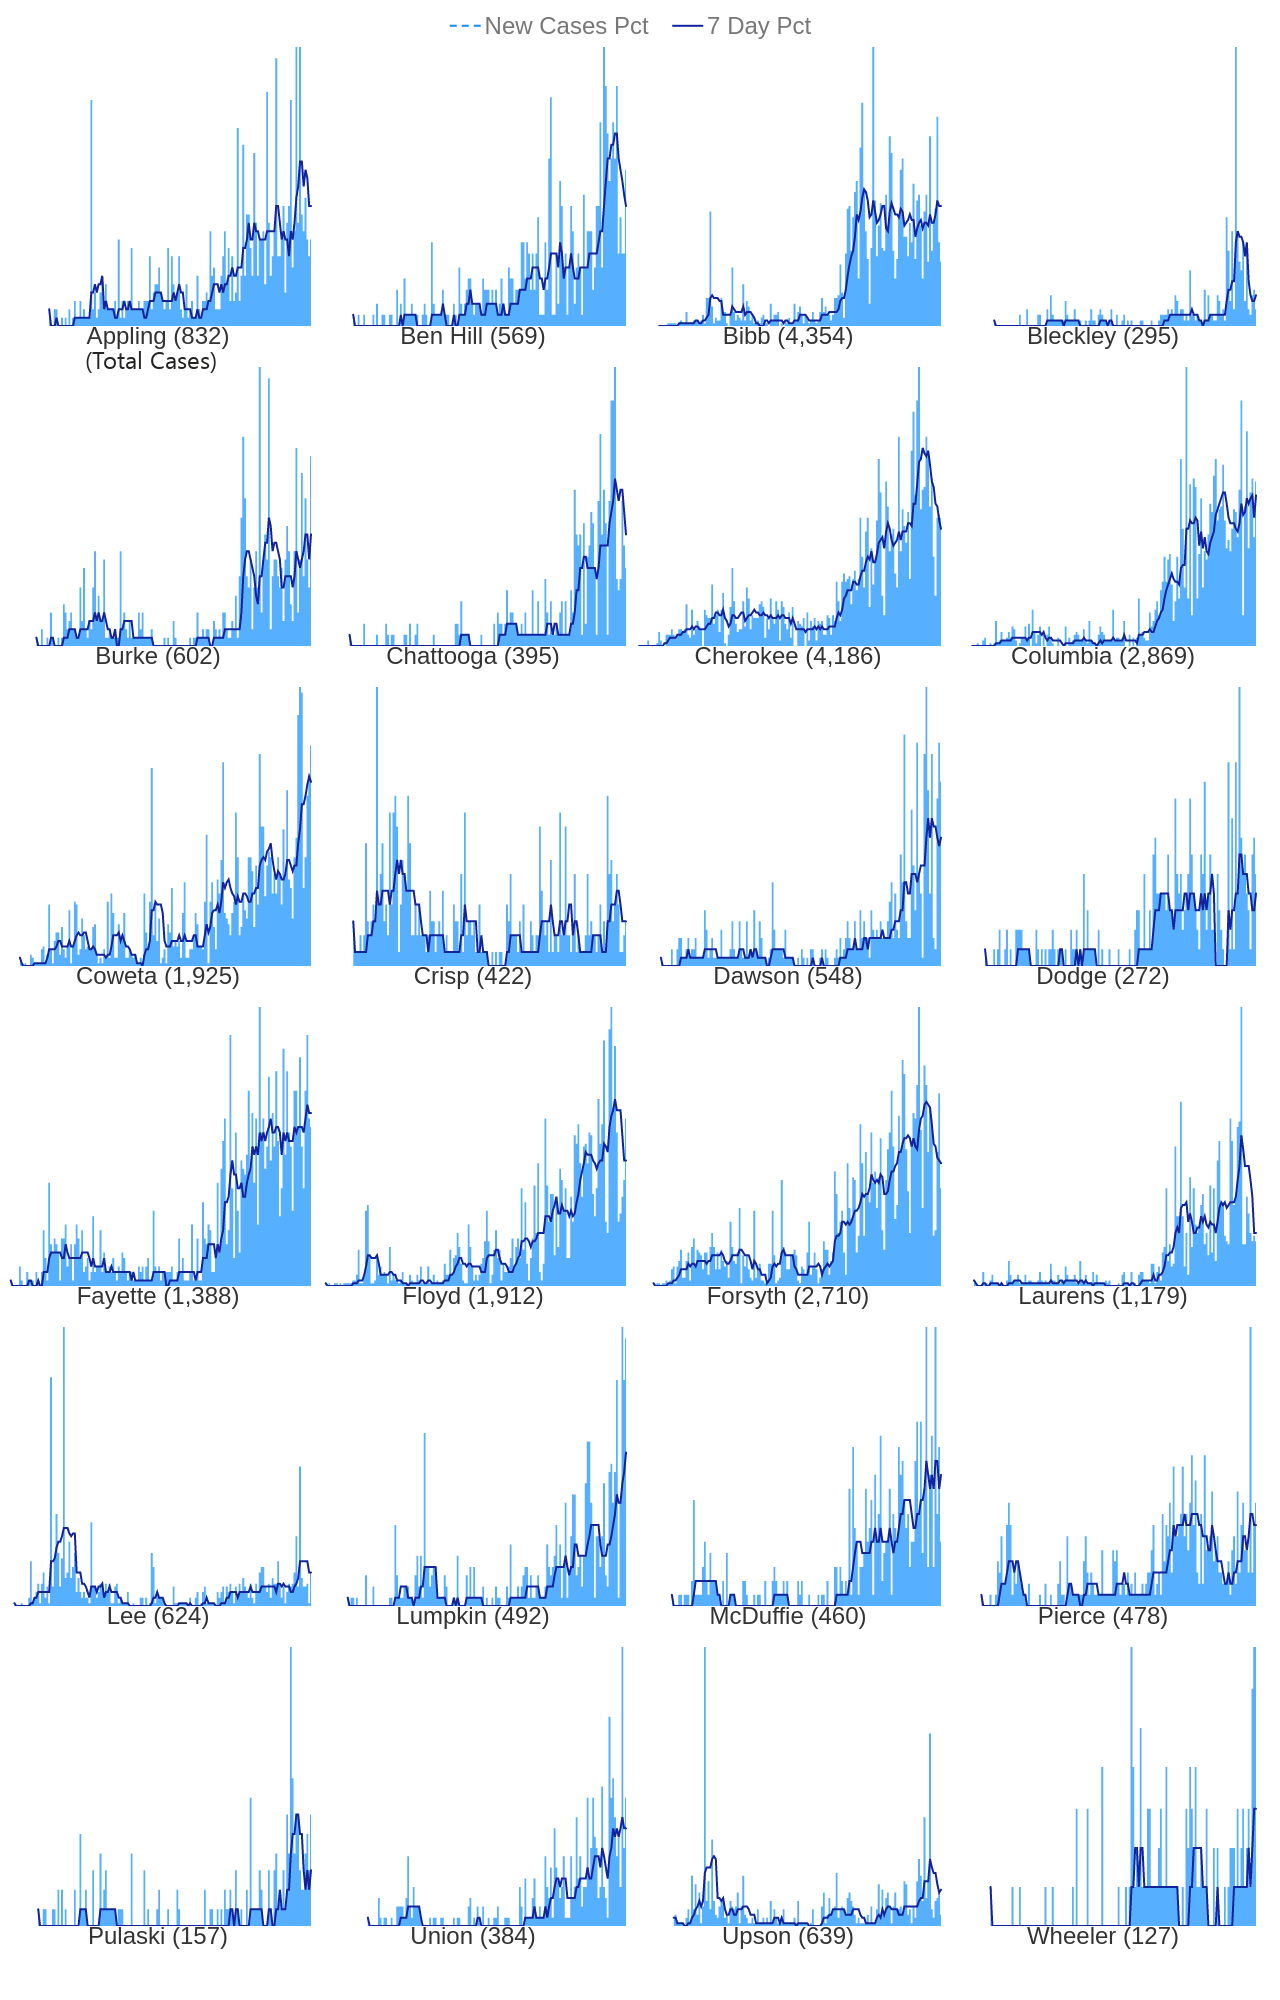 New Cases Pct 7 Day Pct
Appling (832) Ben Hill (569) Bibb (4,354) Bleckley (295)
(Total Cases)
Burke (602) Chattooga (395) Cherokee (4,186) Columbia (2,869)
Coweta (1,925) Crisp (422) Dawson (548) Dodge (272)
Fayette (1,388) Floyd (1,912) Forsyth (2,710) Laurens (1,179)
Lee (624) Lumpkin (492) McDuffie (460) Pierce (478)
Pulaski (157) Union (384) Upson (639) Wheeler (127)